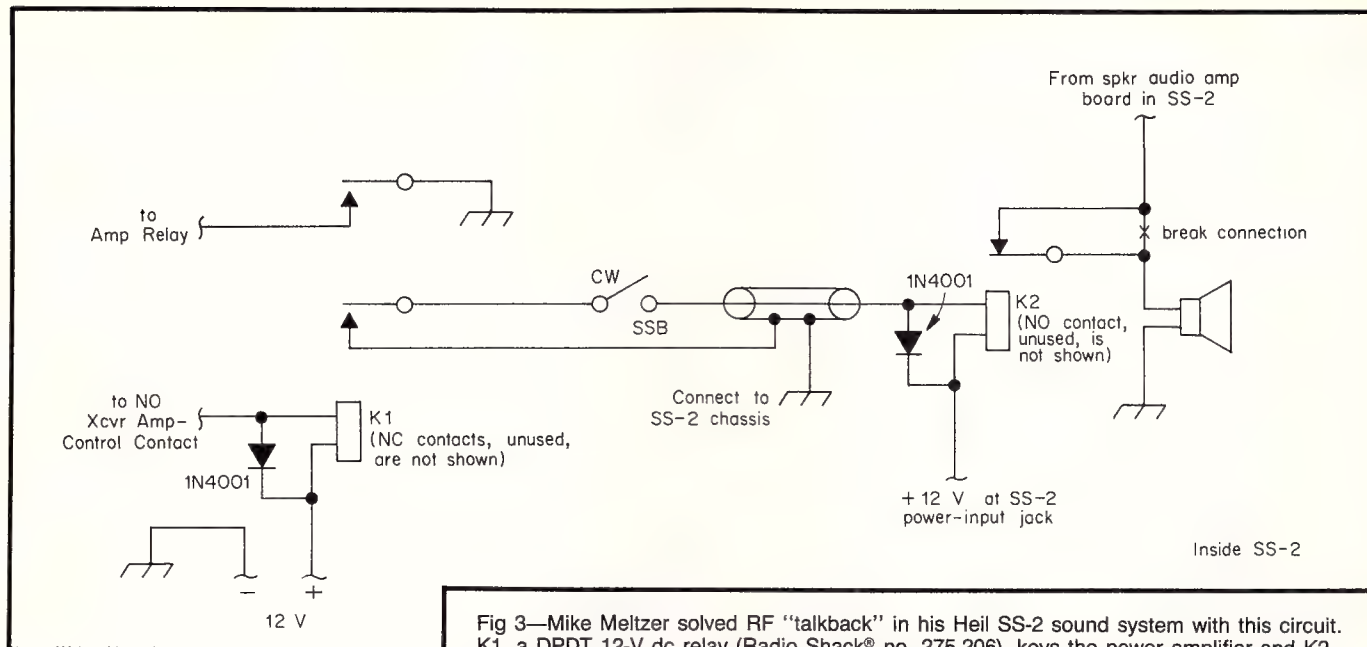 From spkr audio amp
board in SS-2
to
Amp Relay
break connection
CW
SSB
1N4001
K2
(NO contact,
unused, is
not shown)
Connect to
SS-2 chassis
to NO
Xcvr Amp-
Control Contact
K1
(NC contacts, unused,
are not shown)
1N4001
+ 12 V at SS-2
power-input jack
Inside SS-2
− +
12 V
Fig 3—Mike Meltzer solved RF "talkback" in his Heil SS-2 sound system with this circuit.
K1, a DPDT 12-V dc relay (Radio Shack® no. 275-206), keys the power amplifier and K2